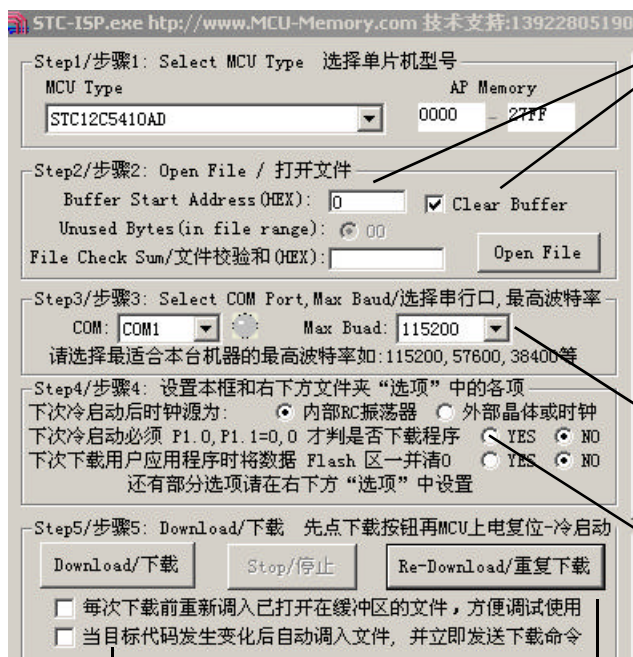 STC-ISP.exe htp://www.MCU-Memory.com 技术支持:13922805190
Step1/步骤1: Select MCU Type 选择单片机型号
MCU Type AP Memory
STC12C5410AD 0000 - 27FF
Step2/步骤2: Open File / 打开文件
Buffer Start Address(HEX): 0 Clear Buffer
Unused Bytes(in file range): 00
File Check Sum/文件校验和(HEX): Open File
Step3/步骤3: Select COM Port,Max Baud/选择串行口,最高波特率
COM: COM1 Max Buad: 115200
请选择最适合本台机器的最高波特率如:115200,57600,38400等
Step4/步骤4: 设置本框和右下方文件夹“选项”中的各项
下次冷启动后时钟源为: 内部RC振荡器 外部晶体或时钟
下次冷启动必须 P1.0,P1.1=0,0 才判是否下载程序 YES NO
下次下载用户应用程序时将数据 Flash 区一并清0 YES NO
还有部分选项请在右下方“选项”中设置
Step5/步骤5: Download/下载 先点下载按钮再MCU上电复位-冷启动
Download/下载 Stop/停止 Re-Download/重复下载
每次下载前重新调入已打开在缓冲区的文件，方便调试使用
当目标代码发生变化后自动调入文件, 并立即发送下载命令